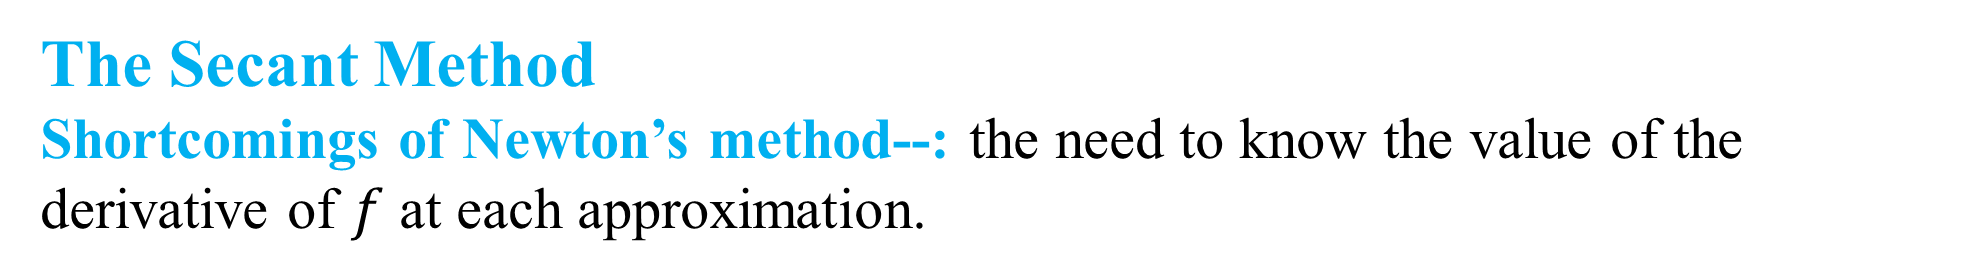 The Secant Method
Shortcomings of Newton’s method--: the need to know the value of the
derivative of f at each approximation.